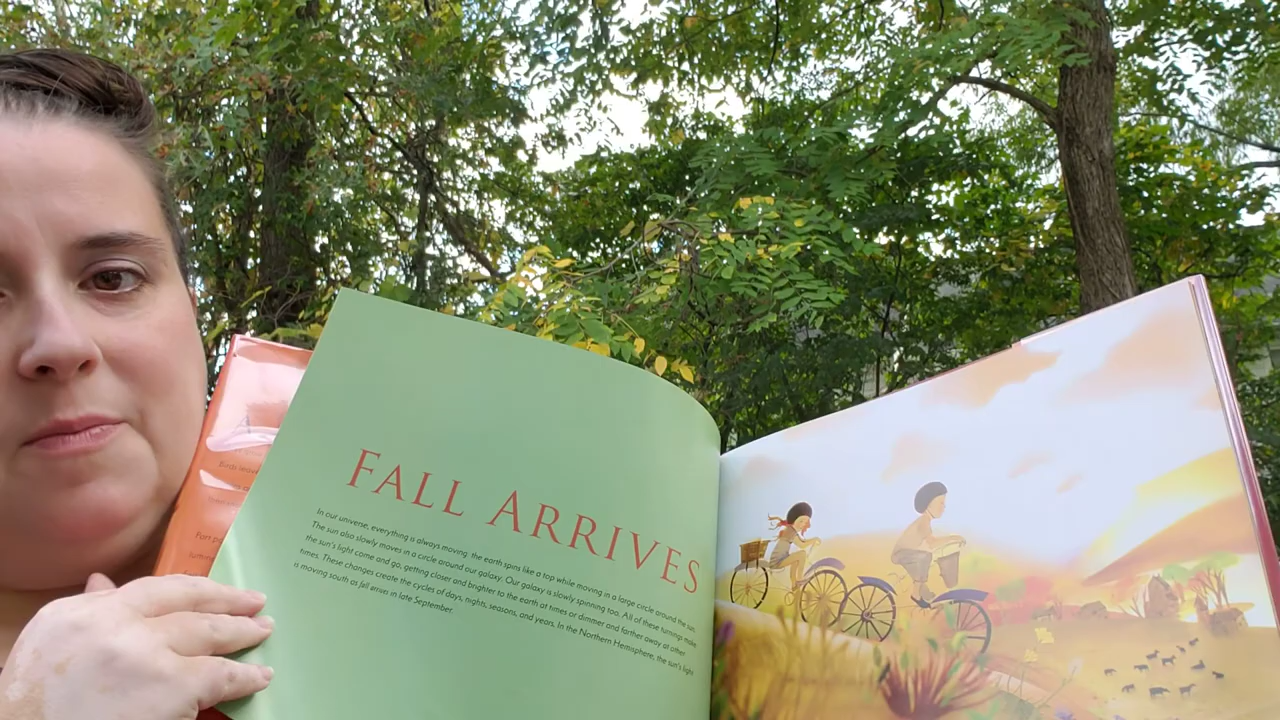 FALL ARRIVES
In our universe, everything is always moving: the earth spins like a top while moving in a large circle around the sun.
The sun also slowly moves in a circle around our galaxy. Our galaxy is slowly spinning too. All of these turnings make
the sun's light come and go, getting closer and brighter to the earth at times or dimmer and farther away at other
times. These changes create the cycles of days, nights, seasons, and years. In the Northern Hemisphere, the sun's light
is moving south as fall arrives in late September.
Birds leave